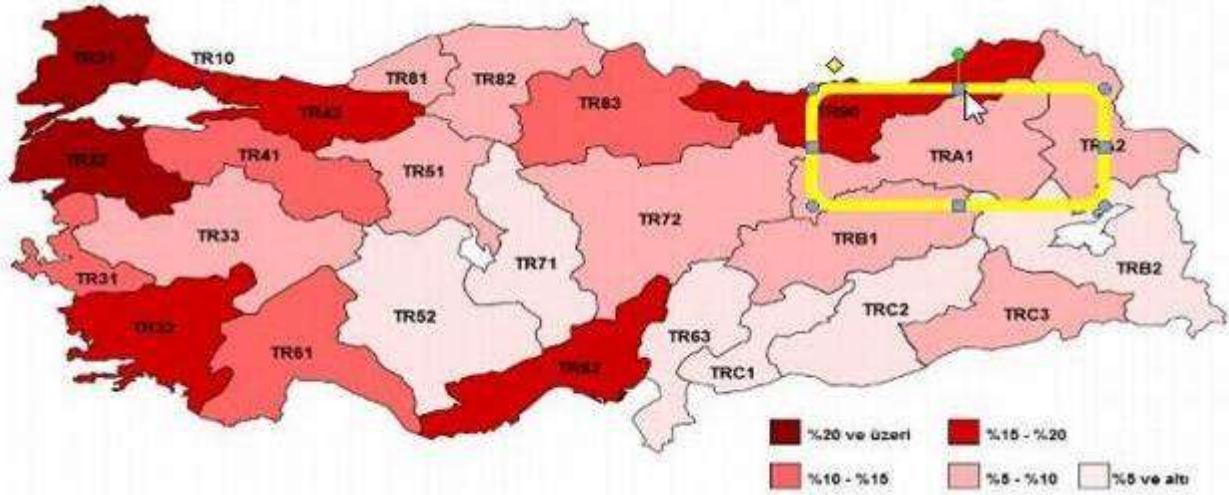 TR21
TR10
TR81
TR82
TR42
TR83
TR90
TR22
TR41
TR51
TRA1
TRA2
TR33
TR72
TRB1
TR31
TR71
TRB2
TR32
TR52
TRC2
TRC3
TR61
TR63
TR62
TRC1
%20 ve üzeri
%15 - %20
%10 - %15
%5 - %10
%5 ve altı